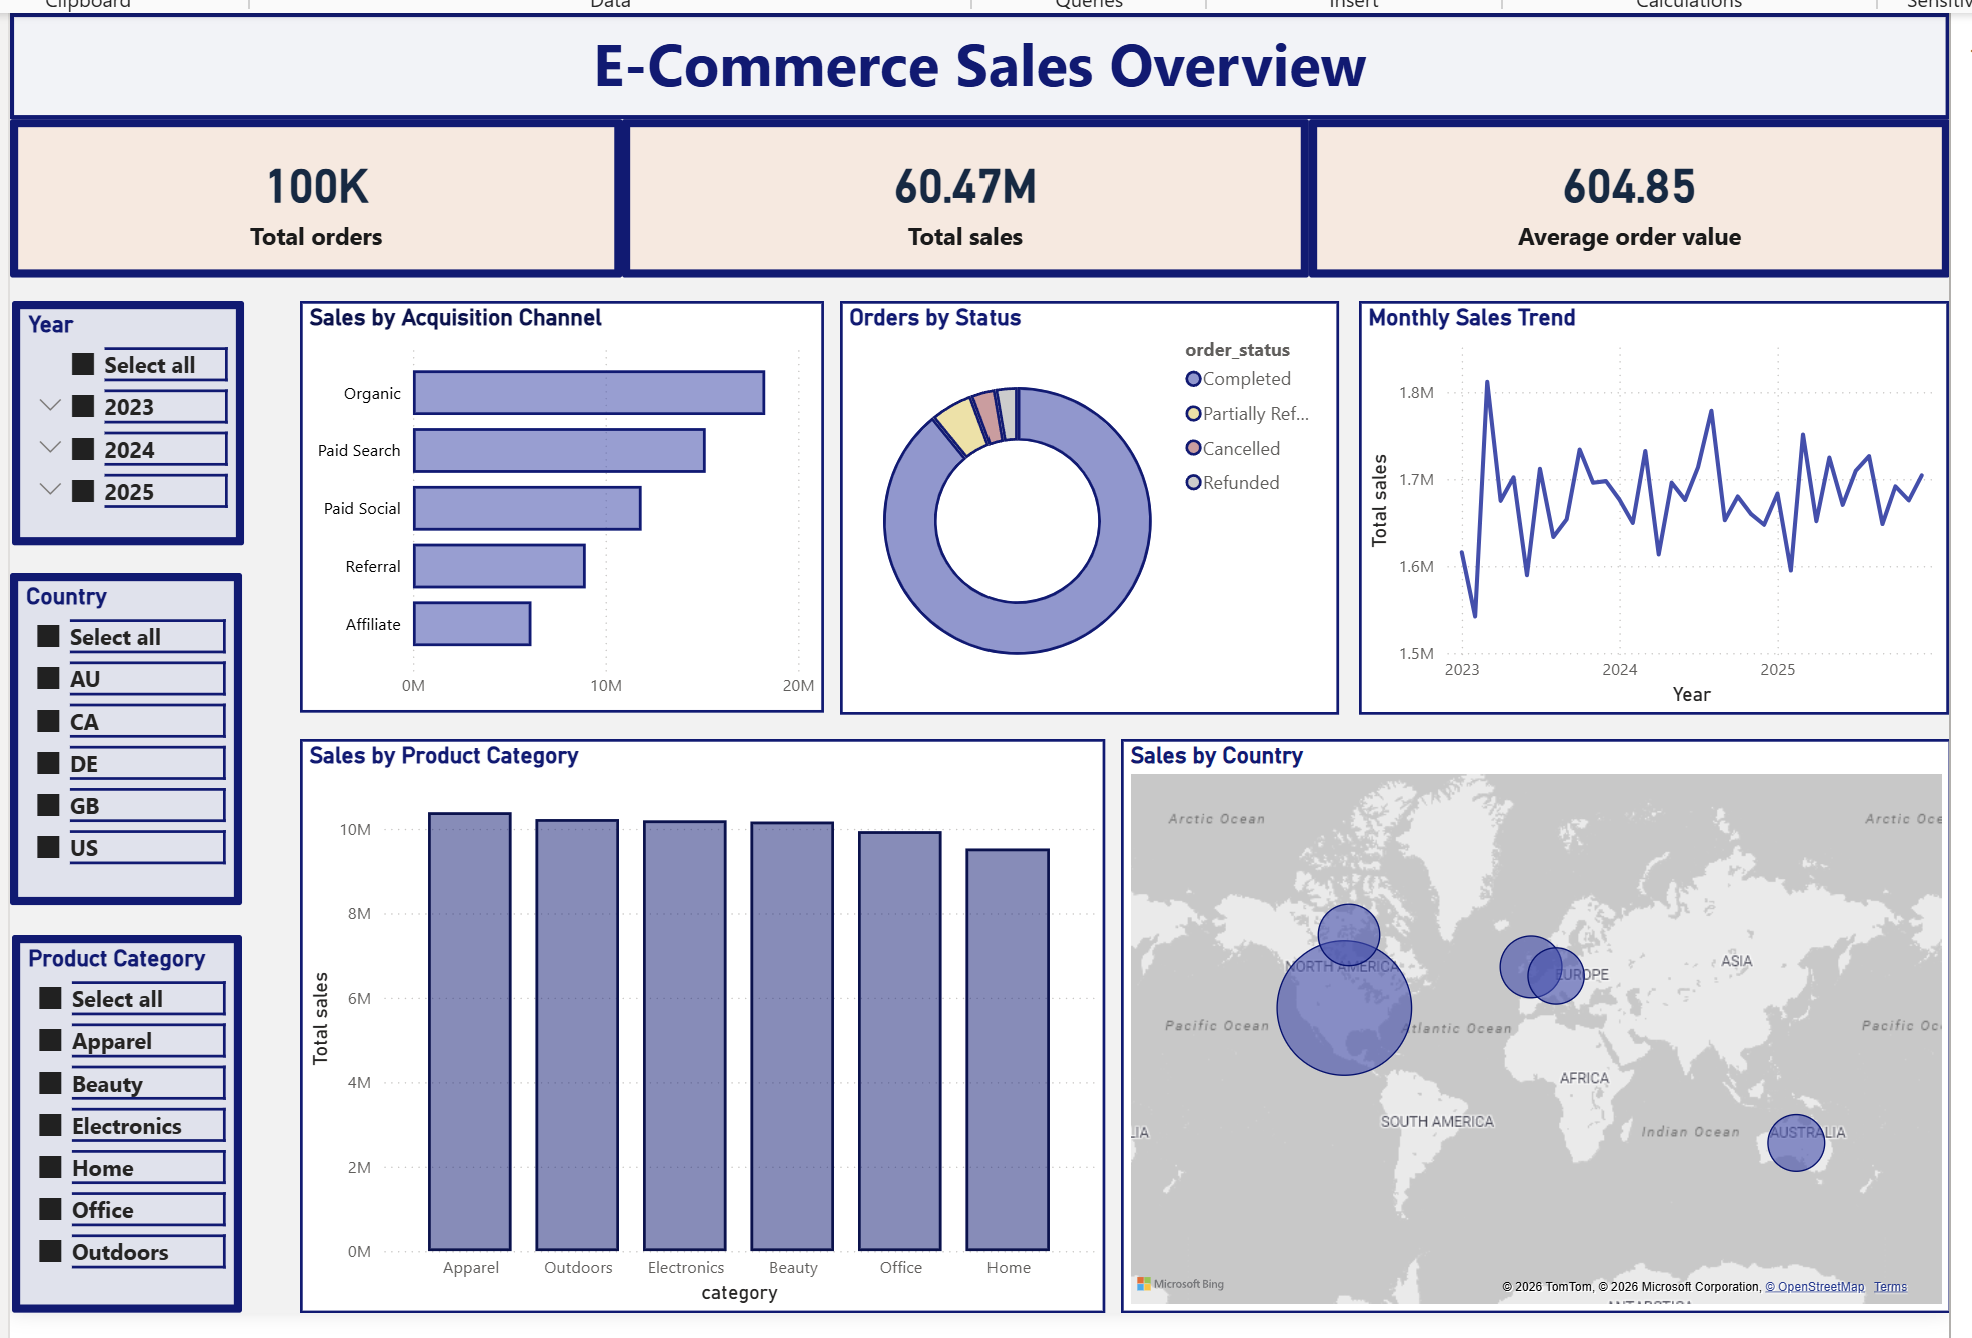 Clipboard
Data
Queries
Insert
Calculations
E-Commerce Sales Overview
100K
Total orders
60.47M
Total sales
604.85
Average order value
Year
Select all
2023
2024
2025
Country
Select all
AU
CA
DE
GB
US
Product Category
Select all
Apparel
Beauty
Electronics
Home
Office
Outdoors
Sales by Acquisition Channel
Organic
Paid Search
Paid Social
Referral
Affiliate
0M
10M
20M
Orders by Status
order_status
Completed
Partially Ref...
Cancelled
Refunded
Monthly Sales Trend
Total sales
1.8M
1.7M
1.6M
1.5M
2023
2024
2025
Year
Sales by Product Category
Total sales
10M
8M
6M
4M
2M
0M
Apparel
Outdoors
Electronics
Beauty
Office
Home
category
Sales by Country
Arctic Ocean
Arctic Oce
NORTH AMERICA
EUROPE
ASIA
Pacific Ocean
Atlantic Ocean
Pacific Oc
AFRICA
SOUTH AMERICA
LIA
Indian Ocean
AUSTRALIA
Microsoft Bing
© 2026 TomTom, © 2026 Microsoft Corporation, © OpenStreetMap Terms